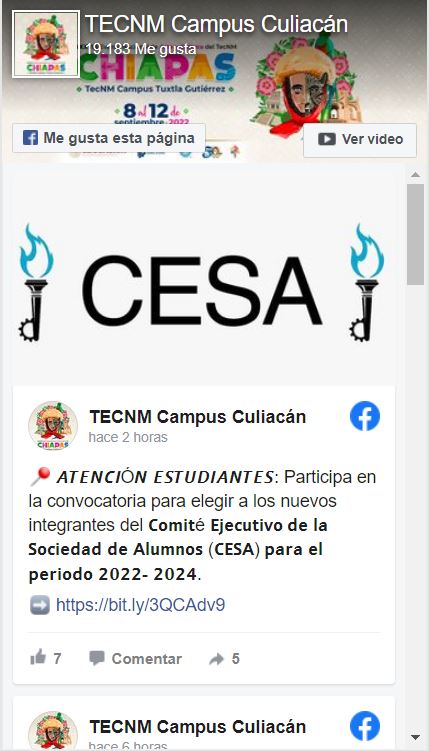 TECNM Campus Culiacán
19.183 Me gusta
CHIAPAS
TecNM Campus Tuxtla Gutiérrez
8 al 12 de
septiembre 2022
Me gusta esta página
Ver video
CESA
TECNM Campus Culiacán
hace 2 horas
ATENCIÓN ESTUDIANTES: Participa en
la convocatoria para elegir a los nuevos
integrantes del Comité Ejecutivo de la
Sociedad de Alumnos (CESA) para el
periodo 2022- 2024.
https://bit.ly/3QCAdv9
7
Comentar
5
TECNM Campus Culiacán
hace 6 horas